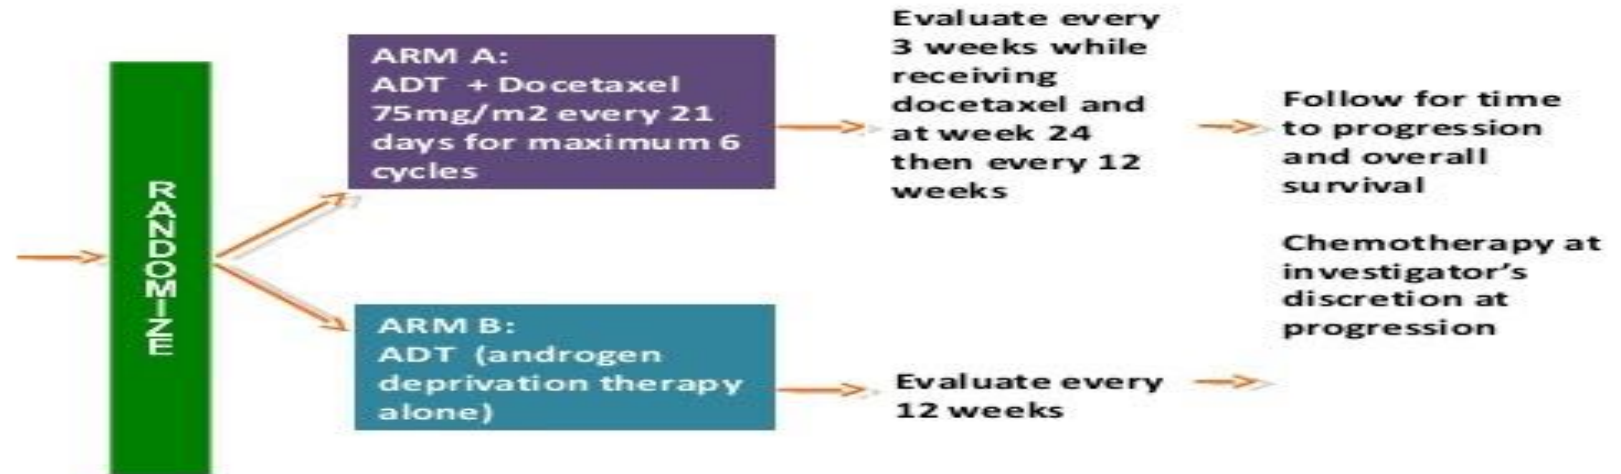 RANDOMIZE
ARM A:
ADT + Docetaxel
75mg/m2 every 21
days for maximum 6
cycles
ARM B:
ADT (androgen
deprivation therapy
alone)
Evaluate every
3 weeks while
receiving
docetaxel and
at week 24
then every 12
weeks
Evaluate every
12 weeks
Follow for time
to progression
and overall
survival
Chemotherapy at
investigator’s
discretion at
progression